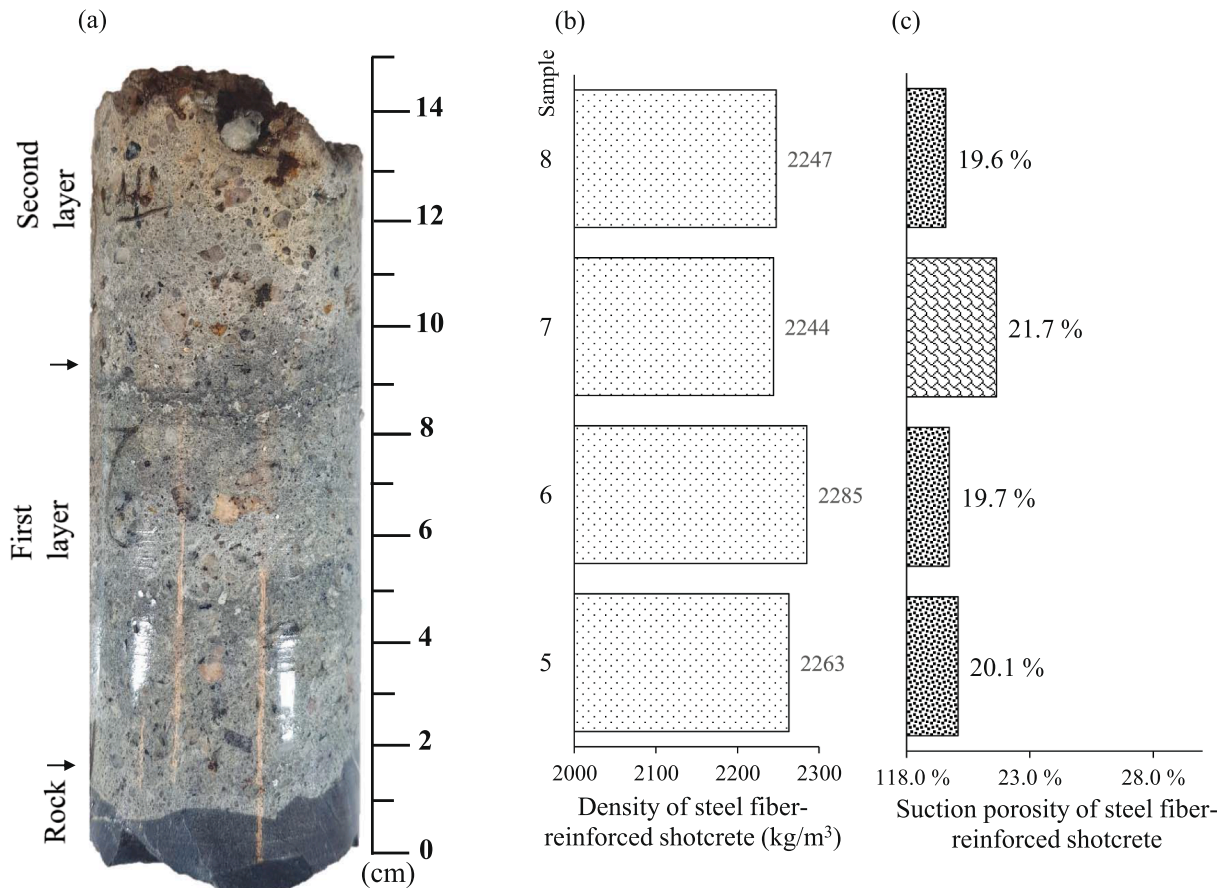 (a)
Second
layer
First
layer
Rock
14
12
10
8
6
4
2
0
(cm)
(b)
Sample
8
7
6
5
2247
2244
2285
2263
2000 2100 2200 2300
Density of steel fiber-
reinforced shotcrete (kg/m³)
(c)
19.6 %
21.7 %
19.7 %
20.1 %
118.0 % 23.0 % 28.0 %
Suction porosity of steel fiber-
reinforced shotcrete